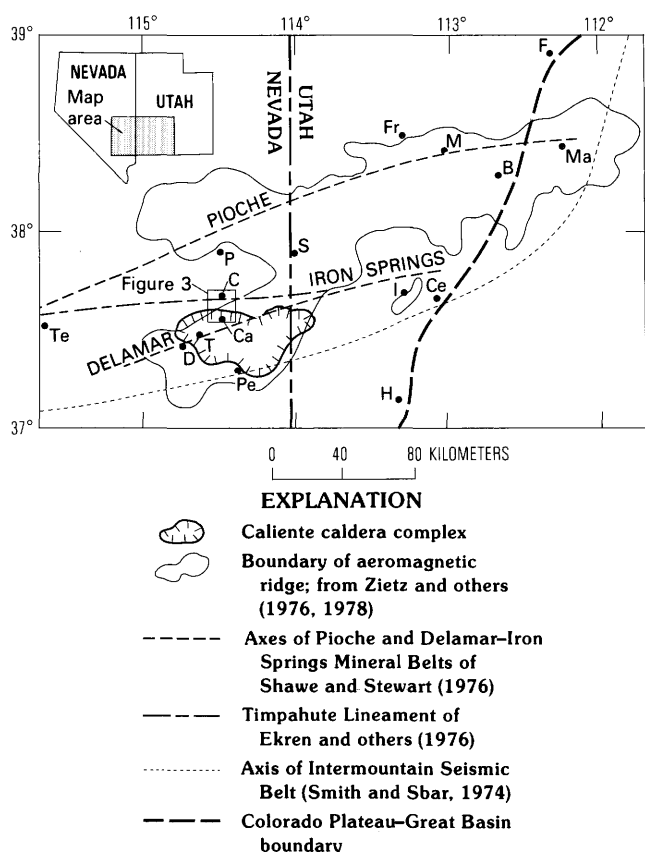 115° 114° 113° 112°
39°
NEVADA
UTAH
Map
area
NEVADA
UTAH
F
Fr
M
Ma
B
PIOCHE
38°
P
S
Figure 3
C
IRON SPRINGS
I
Ce
Te
DELAMAR
D
T
Ca
Pe
H
37°
0 40 80 KILOMETERS
EXPLANATION
Caliente caldera complex
Boundary of aeromagnetic
ridge; from Zietz and others
(1976, 1978)
Axes of Pioche and Delamar–Iron
Springs Mineral Belts of
Shawe and Stewart (1976)
Timpahute Lineament of
Ekren and others (1976)
Axis of Intermountain Seismic
Belt (Smith and Sbar, 1974)
Colorado Plateau–Great Basin
boundary